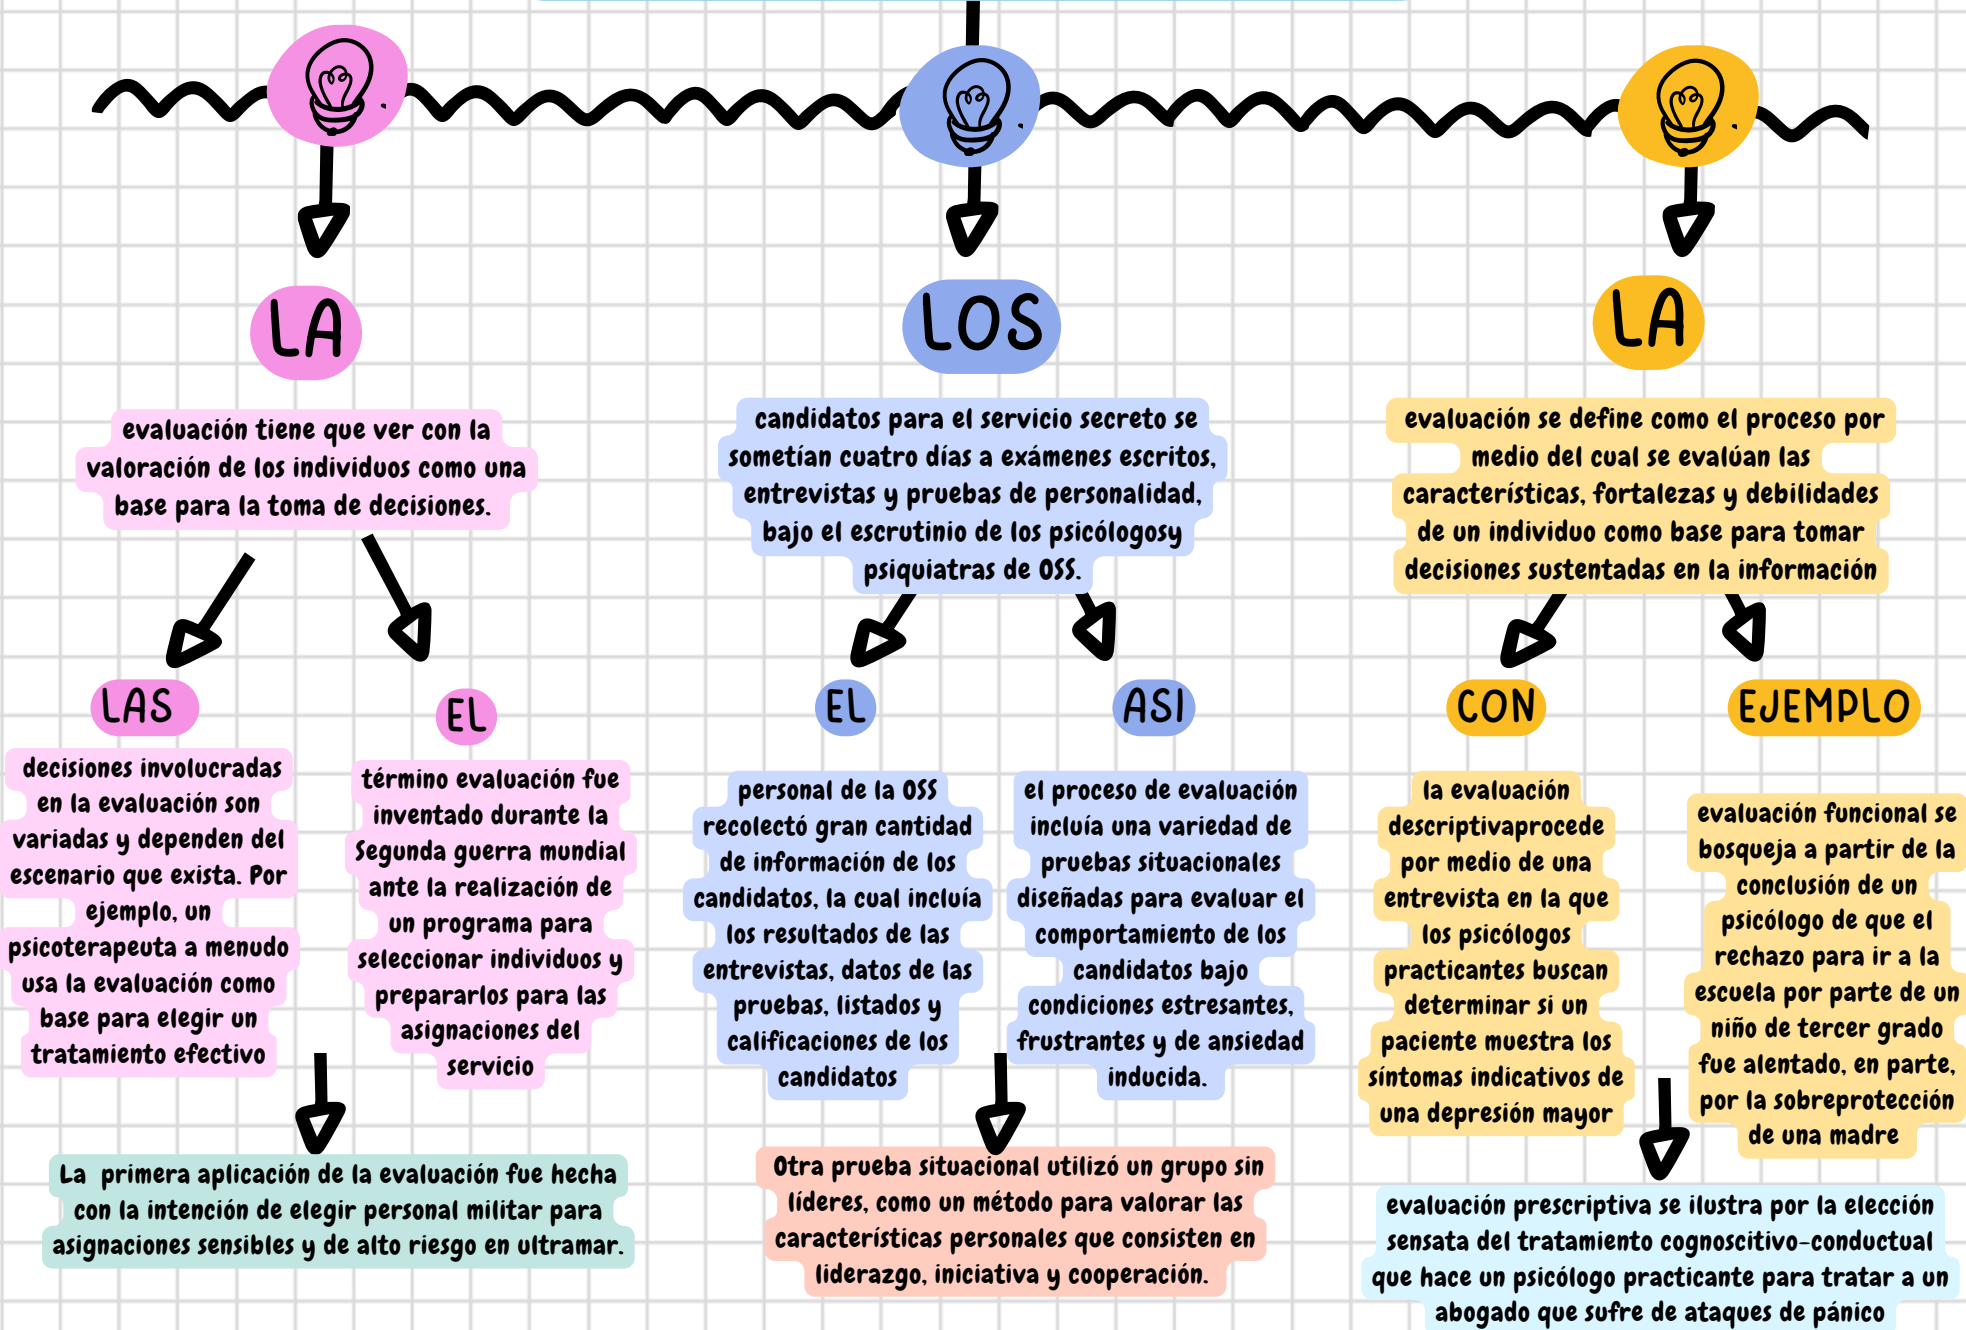 LA
evaluación tiene que ver con la
valoración de los individuos como una
base para la toma de decisiones.
LAS
decisiones involucradas
en la evaluación son
variadas y dependen del
escenario que exista. Por
ejemplo, un
psicoterapeuta a menudo
usa la evaluación como
base para elegir un
tratamiento efectivo
EL
término evaluación fue
inventado durante la
Segunda guerra mundial
ante la realización de
un programa para
seleccionar individuos y
prepararlos para las
asignaciones del
servicio
La primera aplicación de la evaluación fue hecha
con la intención de elegir personal militar para
asignaciones sensibles y de alto riesgo en ultramar.
LOS
candidatos para el servicio secreto se
sometían cuatro días a exámenes escritos,
entrevistas y pruebas de personalidad,
bajo el escrutinio de los psicólogosy
psiquiatras de OSS.
EL
personal de la OSS
recolectó gran cantidad
de información de los
candidatos, la cual incluía
los resultados de las
entrevistas, datos de las
pruebas, listados y
calificaciones de los
candidatos
ASI
el proceso de evaluación
incluía una variedad de
pruebas situacionales
diseñadas para evaluar el
comportamiento de los
candidatos bajo
condiciones estresantes,
frustrantes y de ansiedad
inducida.
Otra prueba situacional utilizó un grupo sin
líderes, como un método para valorar las
características personales que consisten en
liderazgo, iniciativa y cooperación.
LA
evaluación se define como el proceso por
medio del cual se evalúan las
características, fortalezas y debilidades
de un individuo como base para tomar
decisiones sustentadas en la información
CON
la evaluación
descriptivaprocede
por medio de una
entrevista en la que
los psicólogos
practicantes buscan
determinar si un
paciente muestra los
síntomas indicativos de
una depresión mayor
EJEMPLO
evaluación funcional se
bosqueja a partir de la
conclusión de un
psicólogo de que el
rechazo para ir a la
escuela por parte de un
niño de tercer grado
fue alentado, en parte,
por la sobreprotección
de una madre
evaluación prescriptiva se ilustra por la elección
sensata del tratamiento cognoscitivo-conductual
que hace un psicólogo practicante para tratar a un
abogado que sufre de ataques de pánico